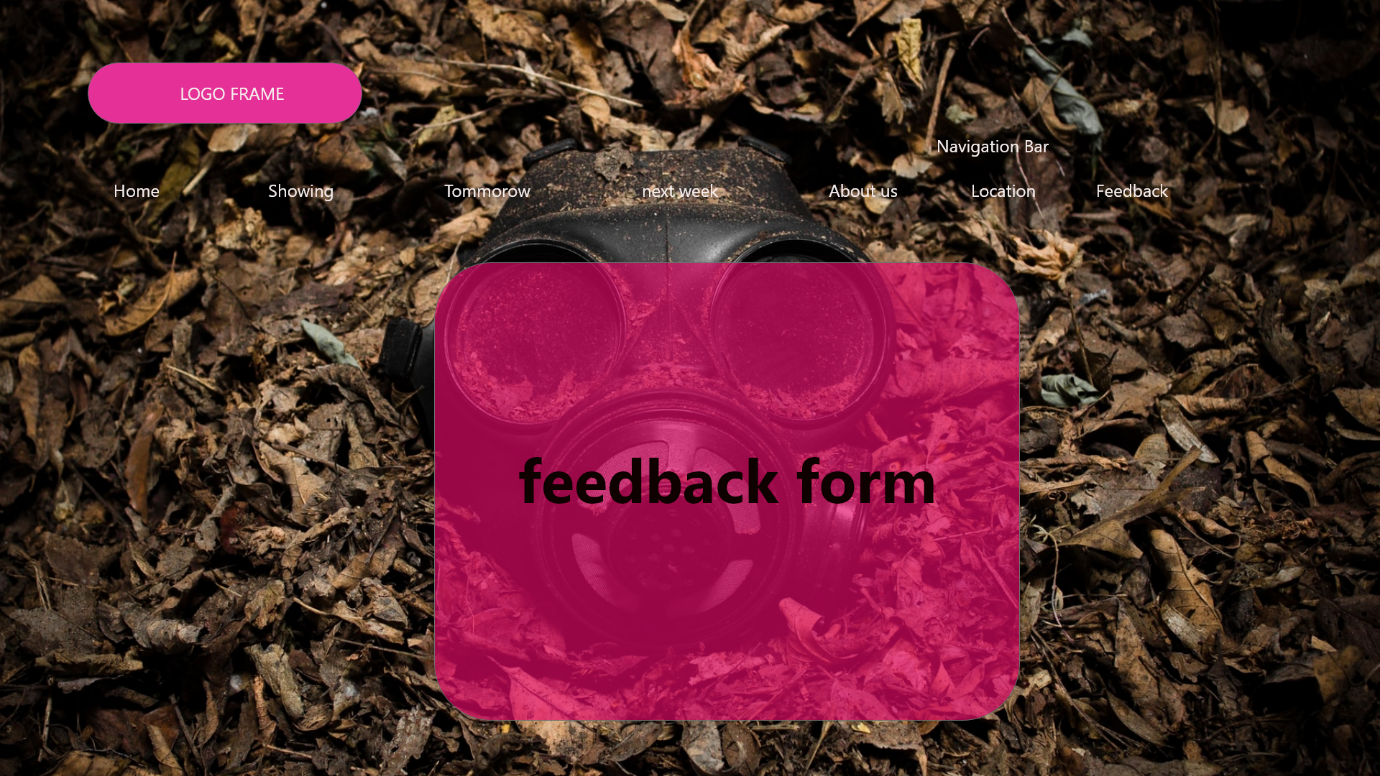 LOGO FRAME
Navigation Bar
Home Showing Tommorow next week About us Location Feedback
feedback form